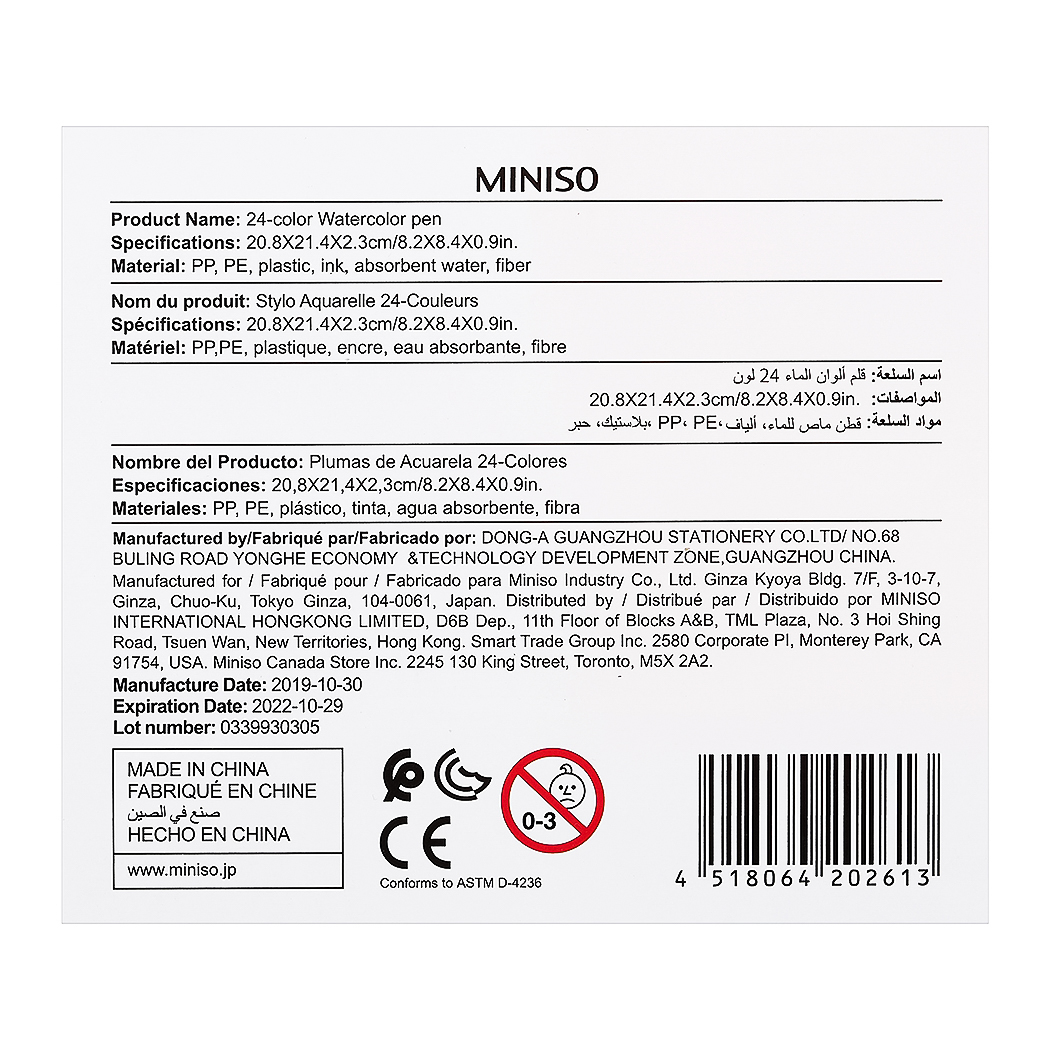 MINISO
Product Name: 24-color Watercolor pen
Specifications: 20.8X21.4X2.3cm/8.2X8.4X0.9in.
Material: PP, PE, plastic, ink, absorbent water, fiber
Nom du produit: Stylo Aquarelle 24-Couleurs
Spécifications: 20.8X21.4X2.3cm/8.2X8.4X0.9in.
Matériel: PP,PE, plastique, encre, eau absorbante, fibre
اسم السلعة: قلم ألوان الماء 24 لون
المواصفات: 20.8X21.4X2.3cm/8.2X8.4X0.9in.
مواد السلعة: قطن ماص للماء، ألياف، PP، PE، بلاستيك، حبر
Nombre del Producto: Plumas de Acuarela 24-Colores
Especificaciones: 20,8X21,4X2,3cm/8.2X8.4X0.9in.
Materiales: PP, PE, plástico, tinta, agua absorbente, fibra
Manufactured by/Fabriqué par/Fabricado por: DONG-A GUANGZHOU STATIONERY CO.LTD/ NO.68
BULING ROAD YONGHE ECONOMY &TECHNOLOGY DEVELOPMENT ZONE,GUANGZHOU CHINA.
Manufactured for / Fabriqué pour / Fabricado para Miniso Industry Co., Ltd. Ginza Kyoya Bldg. 7/F, 3-10-7,
Ginza, Chuo-Ku, Tokyo Ginza, 104-0061, Japan. Distributed by / Distribué par / Distribuido por MINISO
INTERNATIONAL HONGKONG LIMITED, D6B Dep., 11th Floor of Blocks A&B, TML Plaza, No. 3 Hoi Shing
Road, Tsuen Wan, New Territories, Hong Kong. Smart Trade Group Inc. 2580 Corporate Pl, Monterey Park, CA
91754, USA. Miniso Canada Store Inc. 2245 130 King Street, Toronto, M5X 2A2.
Manufacture Date: 2019-10-30
Expiration Date: 2022-10-29
Lot number: 0339930305
MADE IN CHINA
FABRIQUÉ EN CHINE
صنع في الصين
HECHO EN CHINA
www.miniso.jp
CE
0-3
Conforms to ASTM D-4236
4 518064 202613